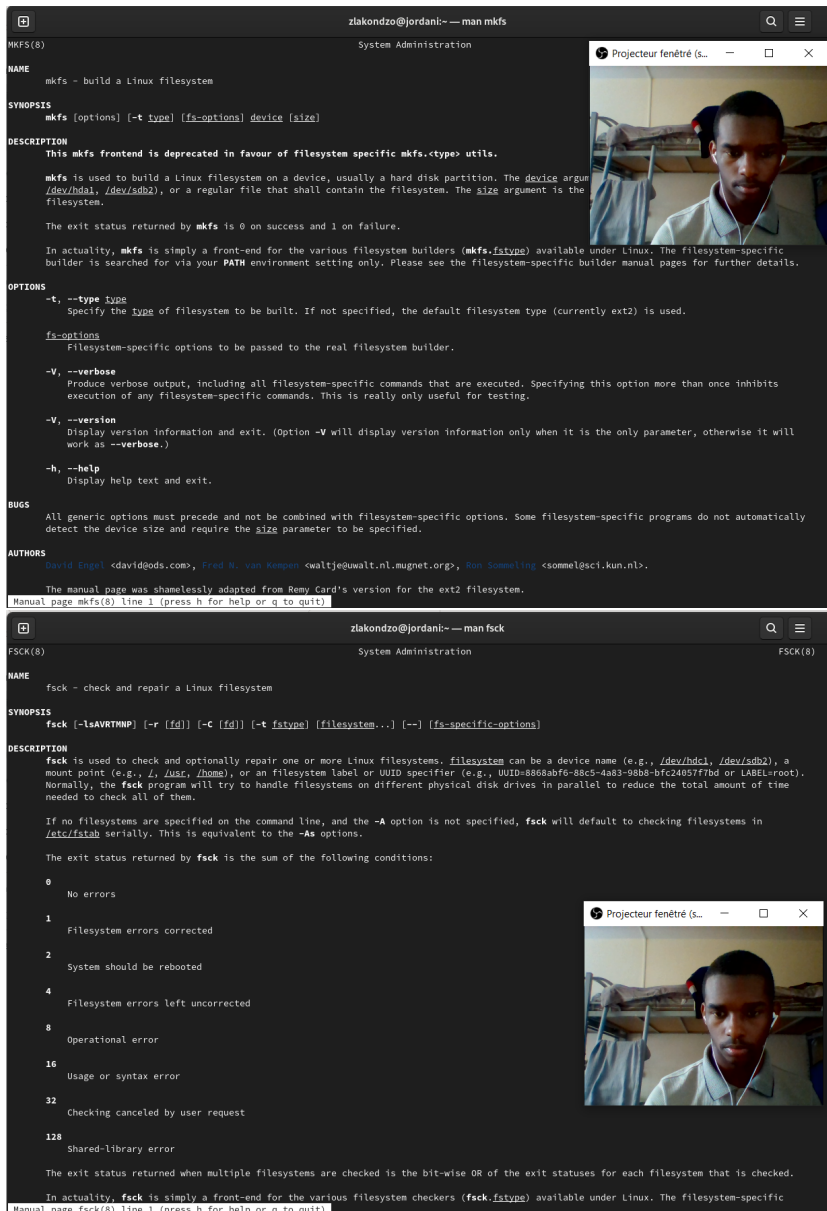 zlakondzo@jordani:~ — man mkfs
MKFS(8) System Administration
Projecteur fenêtré (s...
NAME
mkfs - build a Linux filesystem
SYNOPSIS
mkfs [options] [-t type] [fs-options] device [size]
DESCRIPTION
This mkfs frontend is deprecated in favour of filesystem specific mkfs.<type> utils.
mkfs is used to build a Linux filesystem on a device, usually a hard disk partition. The device argum
/dev/hda1, /dev/sdb2), or a regular file that shall contain the filesystem. The size argument is the
filesystem.
The exit status returned by mkfs is 0 on success and 1 on failure.
In actuality, mkfs is simply a front-end for the various filesystem builders (mkfs.fstype) available under Linux. The filesystem-specific
builder is searched for via your PATH environment setting only. Please see the filesystem-specific builder manual pages for further details.
OPTIONS
-t, --type type
Specify the type of filesystem to be built. If not specified, the default filesystem type (currently ext2) is used.
fs-options
Filesystem-specific options to be passed to the real filesystem builder.
-V, --verbose
Produce verbose output, including all filesystem-specific commands that are executed. Specifying this option more than once inhibits
execution of any filesystem-specific commands. This is really only useful for testing.
-V, --version
Display version information and exit. (Option -V will display version information only when it is the only parameter, otherwise it will
work as --verbose.)
-h, --help
Display help text and exit.
BUGS
All generic options must precede and not be combined with filesystem-specific options. Some filesystem-specific programs do not automatically
detect the device size and require the size parameter to be specified.
AUTHORS
David Engel <david@ods.com>, Fred N. van Kempen <waltje@uwalt.nl.mugnet.org>, Ron Sommeling <sommel@sci.kun.nl>.
The manual page was shamelessly adapted from Remy Card's version for the ext2 filesystem.
Manual page mkfs(8) line 1 (press h for help or q to quit)
zlakondzo@jordani:~ — man fsck
FSCK(8) System Administration FSCK(8)
NAME
fsck - check and repair a Linux filesystem
SYNOPSIS
fsck [-lsAVRTMNP] [-r [fd]] [-C [fd]] [-t fstype] [filesystem...] [--] [fs-specific-options]
DESCRIPTION
fsck is used to check and optionally repair one or more Linux filesystems. filesystem can be a device name (e.g., /dev/hdc1, /dev/sdb2), a
mount point (e.g., /, /usr, /home), or an filesystem label or UUID specifier (e.g., UUID=8868abf6-88c5-4a83-98b8-bfc24057f7bd or LABEL=root).
Normally, the fsck program will try to handle filesystems on different physical disk drives in parallel to reduce the total amount of time
needed to check all of them.
If no filesystems are specified on the command line, and the -A option is not specified, fsck will default to checking filesystems in
/etc/fstab serially. This is equivalent to the -As options.
The exit status returned by fsck is the sum of the following conditions:
0
No errors
1
Filesystem errors corrected
Projecteur fenêtré (s...
2
System should be rebooted
4
Filesystem errors left uncorrected
8
Operational error
16
Usage or syntax error
32
Checking canceled by user request
128
Shared-library error
The exit status returned when multiple filesystems are checked is the bit-wise OR of the exit statuses for each filesystem that is checked.
In actuality, fsck is simply a front-end for the various filesystem checkers (fsck.fstype) available under Linux. The filesystem-specific
Manual page fsck(8) line 1 (press h for help or q to quit)